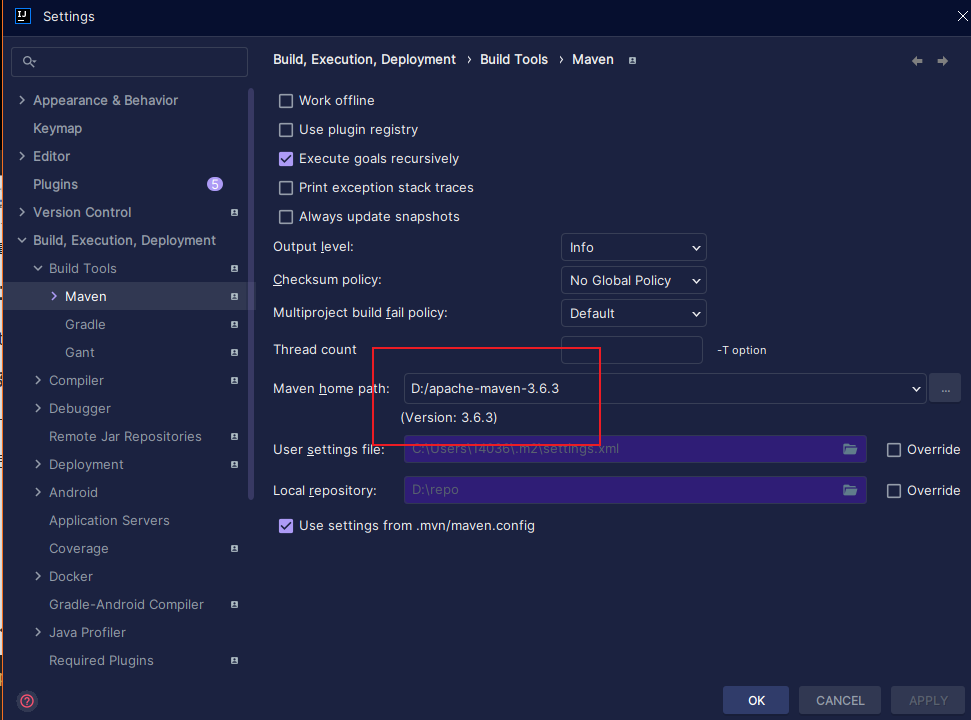 Settings
Build, Execution, Deployment › Build Tools › Maven
Appearance & Behavior
Keymap
Editor
Plugins 5
Version Control
Build, Execution, Deployment
Build Tools
Maven
Gradle
Gant
Compiler
Debugger
Remote Jar Repositories
Deployment
Android
Application Servers
Coverage
Docker
Gradle-Android Compiler
Java Profiler
Required Plugins
Work offline
Use plugin registry
Execute goals recursively
Print exception stack traces
Always update snapshots
Output level: Info
Checksum policy: No Global Policy
Multiproject build fail policy: Default
Thread count -T option
Maven home path: D:/apache-maven-3.6.3 ...
(Version: 3.6.3)
User settings file: C:\Users\14036\.m2\settings.xml Override
Local repository: D:\repo Override
Use settings from .mvn/maven.config
? OK CANCEL APPLY